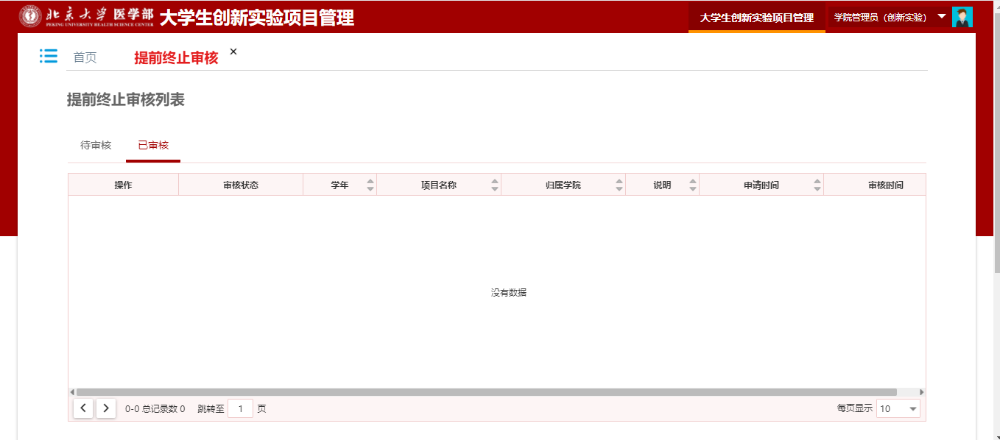 北京大学 医学部 大学生创新实验项目管理
PEKING UNIVERSITY HEALTH SCIENCE CENTER
大学生创新实验项目管理 学院管理员（创新实验）
首页 提前终止审核 ×
提前终止审核列表
待审核 已审核
操作 审核状态 学年 项目名称 归属学院 说明 申请时间 审核时间
没有数据
0-0 总记录数 0 跳转至 1 页 每页显示 10